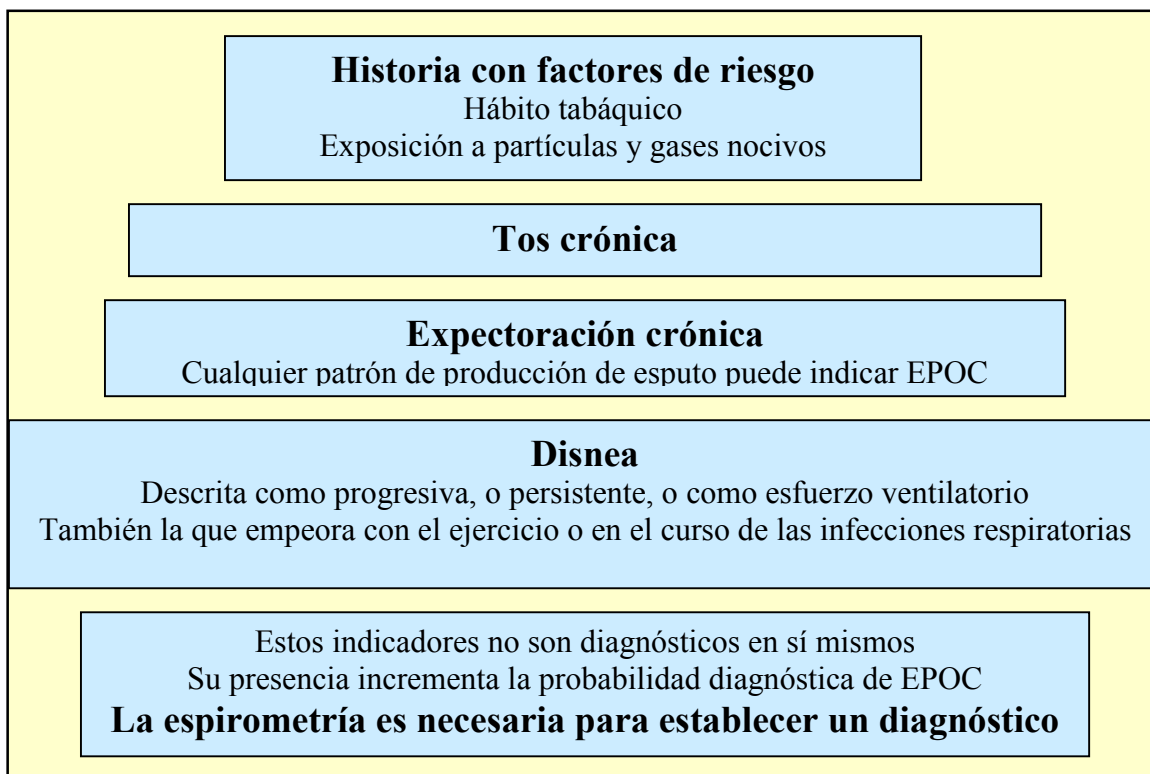 Historia con factores de riesgo
Hábito tabáquico
Exposición a partículas y gases nocivos
Tos crónica
Expectoración crónica
Cualquier patrón de producción de esputo puede indicar EPOC
Disnea
Descrita como progresiva, o persistente, o como esfuerzo ventilatorio
También la que empeora con el ejercicio o en el curso de las infecciones respiratorias
Estos indicadores no son diagnósticos en sí mismos
Su presencia incrementa la probabilidad diagnóstica de EPOC
La espirometría es necesaria para establecer un diagnóstico